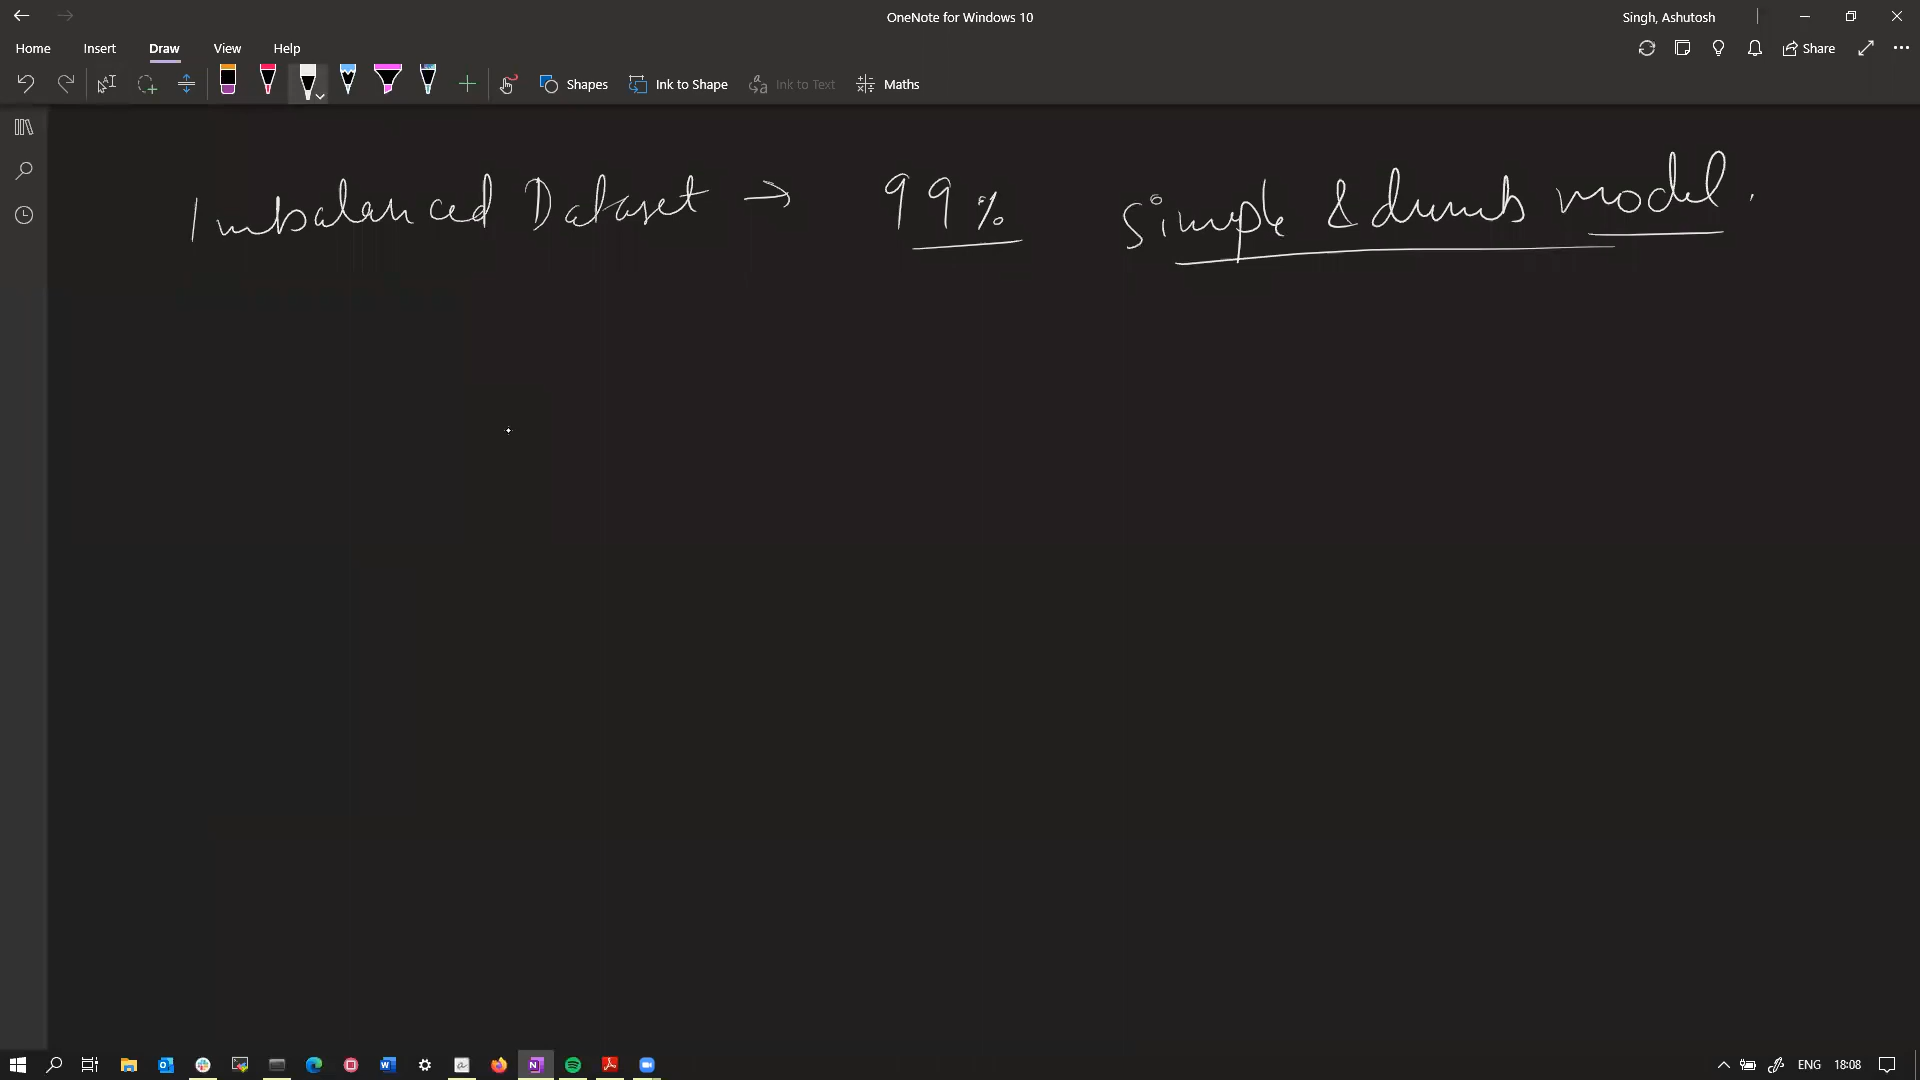 OneNote for Windows 10
Singh, Ashutosh
Home Insert Draw View Help
Share
Shapes Ink to Shape Ink to Text Maths
Imbalanced Dataset → 99% Simple & dumb model.
ENG 18:08